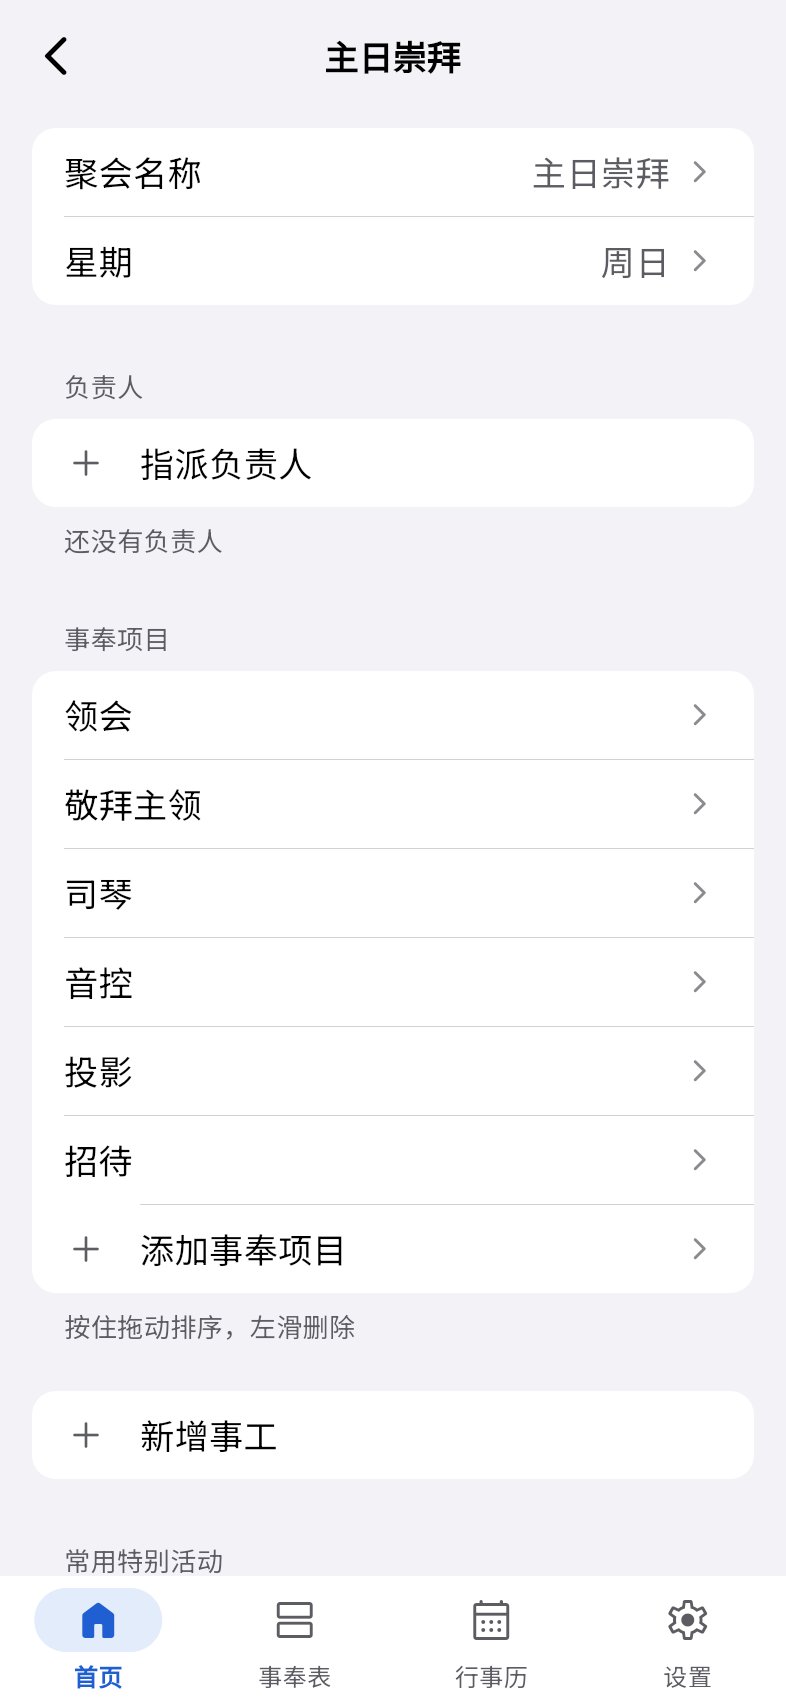 主日崇拜
聚会名称 主日崇拜
星期 周日
负责人
指派负责人
还没有负责人
事奉项目
领会
敬拜主领
司琴
音控
投影
招待
添加事奉项目
按住拖动排序，左滑删除
新增事工
常用特别活动
首页 事奉表 行事历 设置